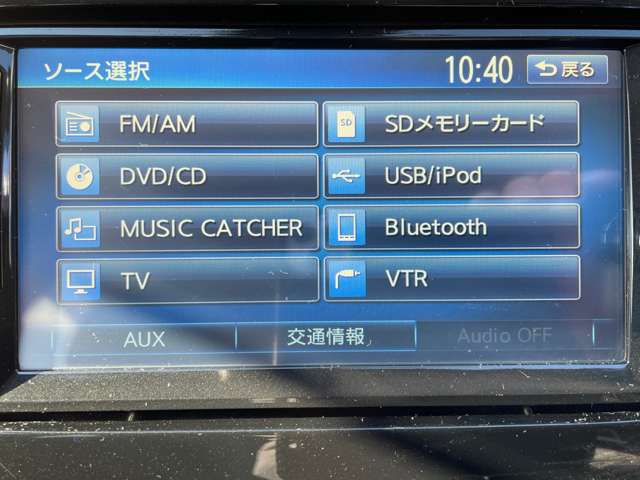 ソース選択 10:40 戻る
FM/AM SD SDメモリーカード
DVD/CD USB/iPod
MUSIC CATCHER Bluetooth
TV VTR
AUX 交通情報 Audio OFF